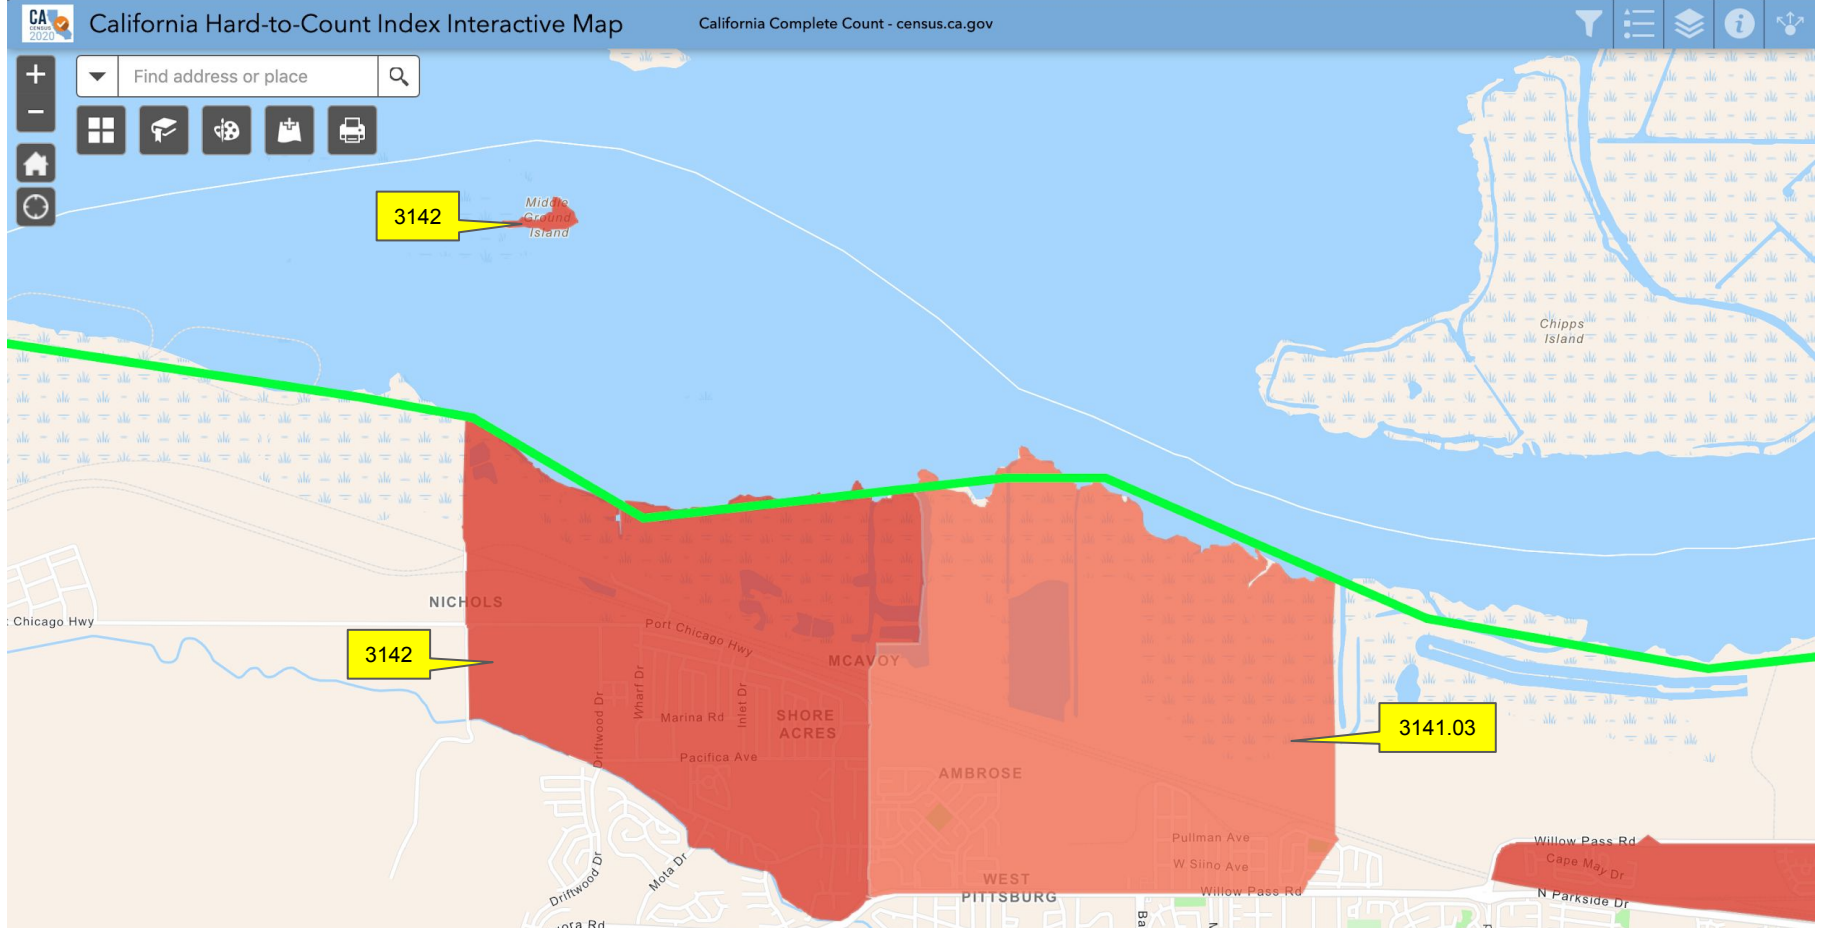 CA
CENSUS
2020
California Hard-to-Count Index Interactive Map
California Complete Count - census.ca.gov
Find address or place
3142
Middle
Ground
Island
Chipps
Island
NICHOLS
Chicago Hwy
Port Chicago Hwy
3142
MCAVOY
Wharf Dr
Inlet Dr
Driftwood Dr
Marina Rd
SHORE
ACRES
Pacifica Ave
3141.03
AMBROSE
Pullman Ave
W Siino Ave
Willow Pass Rd
WEST
PITTSBURG
Willow Pass Rd
Cape May Dr
N Parkside Dr
Driftwood Dr
Mota Dr
Rd
Ba